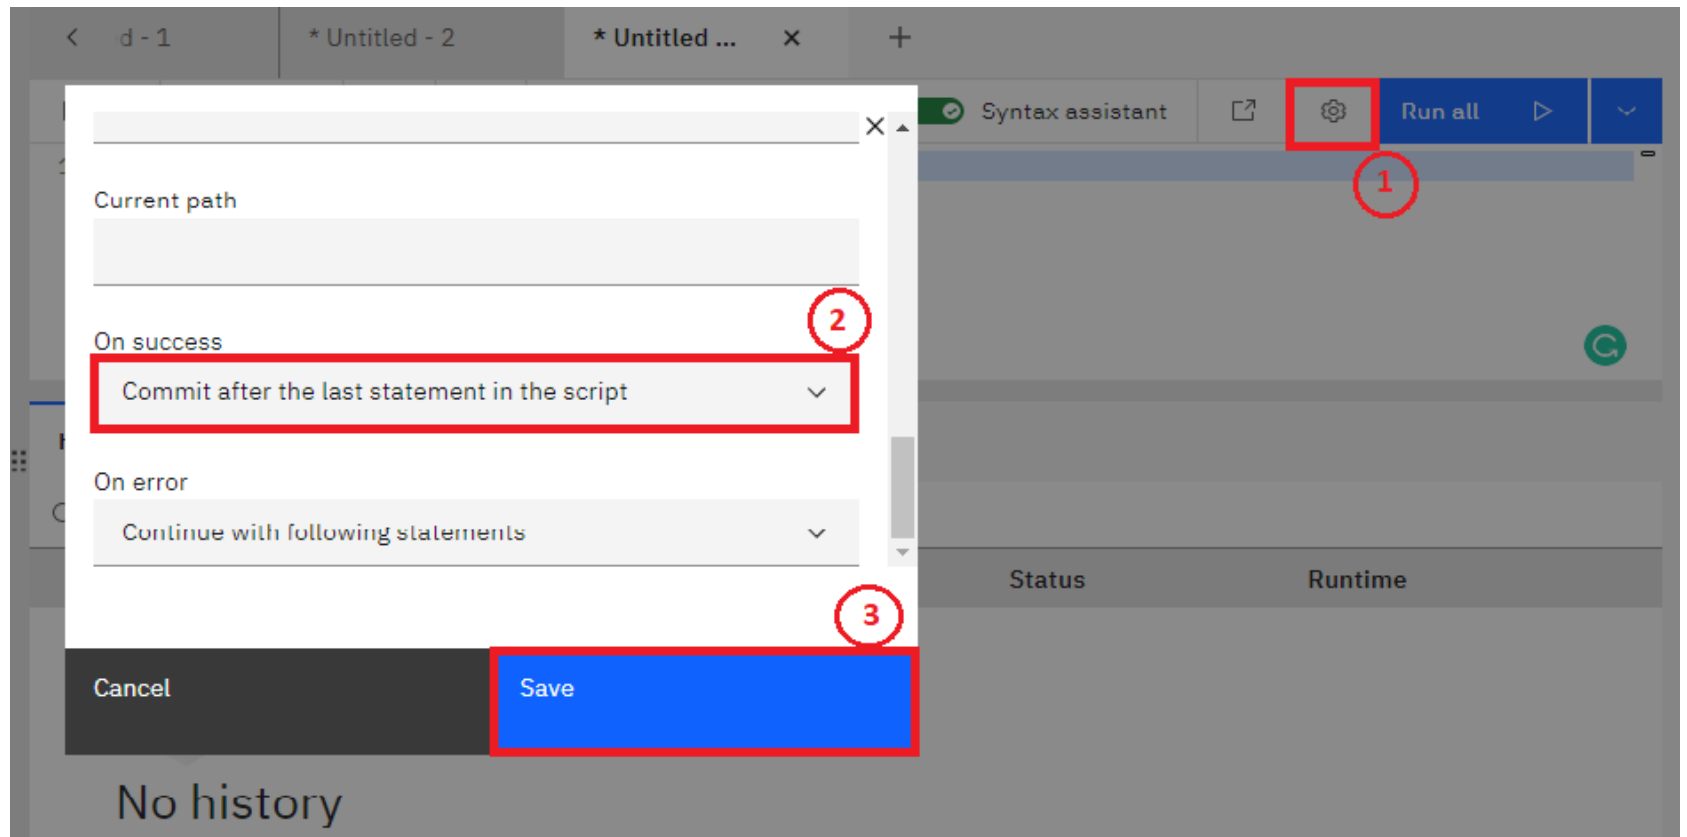 d - 1
* Untitled - 2
* Untitled ...
Syntax assistant
Run all
1
Current path
2
On success
Commit after the last statement in the script
On error
Continue with following statements
Status
Runtime
3
Cancel
Save
No history